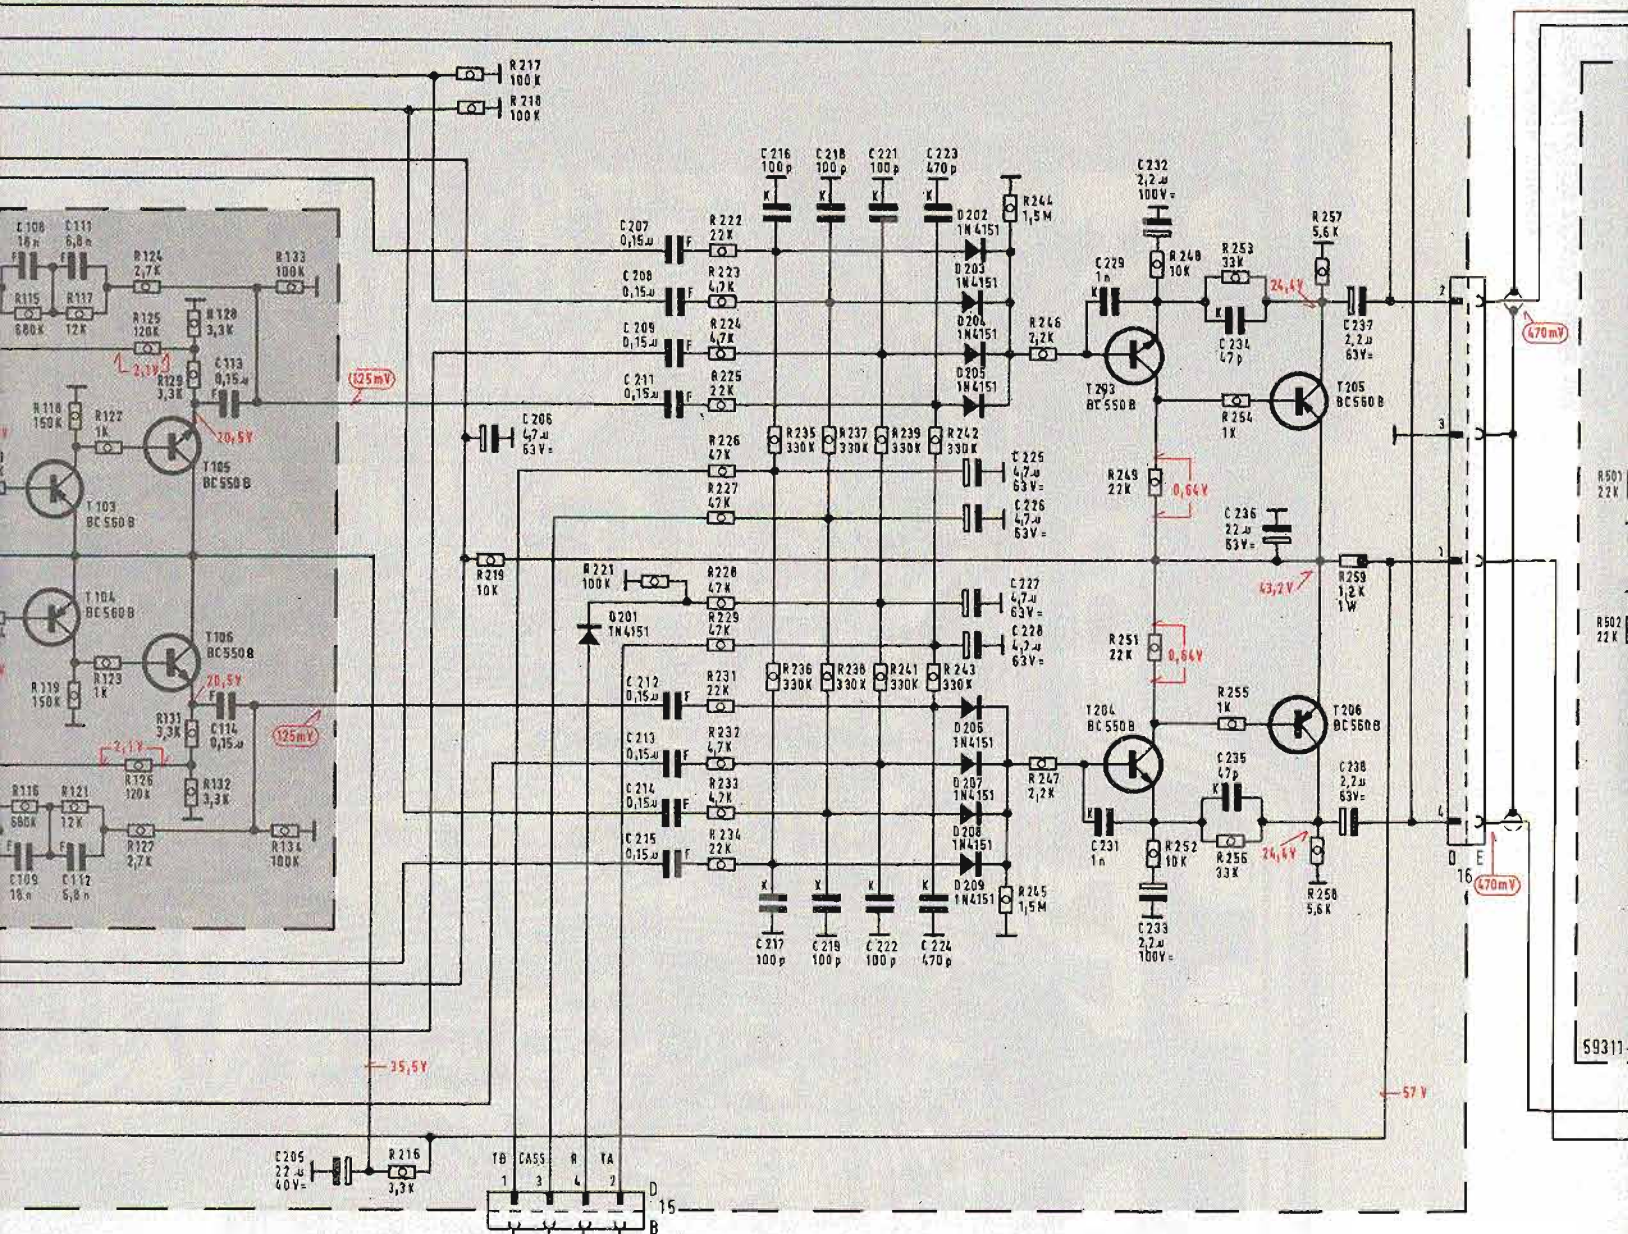 R217
100K
R218
100K
C216
100p
C218
100p
C221
100p
C223
470p
C232
2,2µ
100V=
R244
1,5M
R257
5,6K
C108
18n
C111
6,8n
R124
2,7K
R133
100K
C207
0,15µ
R222
22K
D202
1N4151
C229
1n
R248
10K
R253
33K
R115
680K
R117
12K
R125
120K
R128
3,3K
C208
0,15µ
R223
4,7K
D203
1N4151
24,4V
2
C209
0,15µ
R224
4,7K
D204
1N4151
R246
2,2K
C234
47p
C237
2,2µ
63V=
470mV
2,1V
R129
3,3K
C113
0,15µ
125mV
C211
0,15µ
R225
22K
D205
1N4151
T203
BC550B
T205
BC560B
R118
150K
R122
1K
20,5V
C206
4,7µ
63V=
R235
330K
R237
330K
R239
330K
R242
330K
R254
1K
3
T105
BC550B
R226
47K
C225
4,7µ
63V=
R249
22K
0,64V
R501
22K
T103
BC560B
R227
47K
C226
4,7µ
63V=
C236
22µ
63V=
R219
10K
R221
100K
R228
47K
C227
4,7µ
63V=
43,2V
R259
1,2K
1W
1
T104
BC560B
D201
1N4151
R229
47K
C228
4,7µ
63V=
R251
22K
0,64V
R502
22K
T106
BC550B
R119
150K
R123
1K
20,5V
R236
330K
R238
330K
R241
330K
R243
330K
C212
0,15µ
R231
22K
D206
1N4151
T204
BC550B
R255
1K
T206
BC560B
R131
3,3K
C114
0,15µ
125mV
2,1V
R126
120K
R132
3,3K
C213
0,15µ
R232
4,7K
D207
1N4151
R247
2,2K
C235
47p
C238
2,2µ
63V=
R116
680K
R121
12K
C214
0,15µ
R233
4,7K
D208
1N4151
4
R127
2,7K
R134
100K
C215
0,15µ
R234
22K
D209
1N4151
C231
1n
R252
10K
R256
33K
24,4V
D
E
16
470mV
C109
18n
C112
6,8n
R245
1,5M
R258
5,6K
C217
100p
C219
100p
C222
100p
C224
470p
C233
2,2µ
100V=
59311-
35,5V
57V
C205
22µ
40V=
R216
3,3K
TB
CASS
R
TA
1
3
4
2
D
15
B
K
K
K
K
K
K
K
K
K
K
K
K
F
F
F
F
F
F
F
F
F
F
F
F
F
F